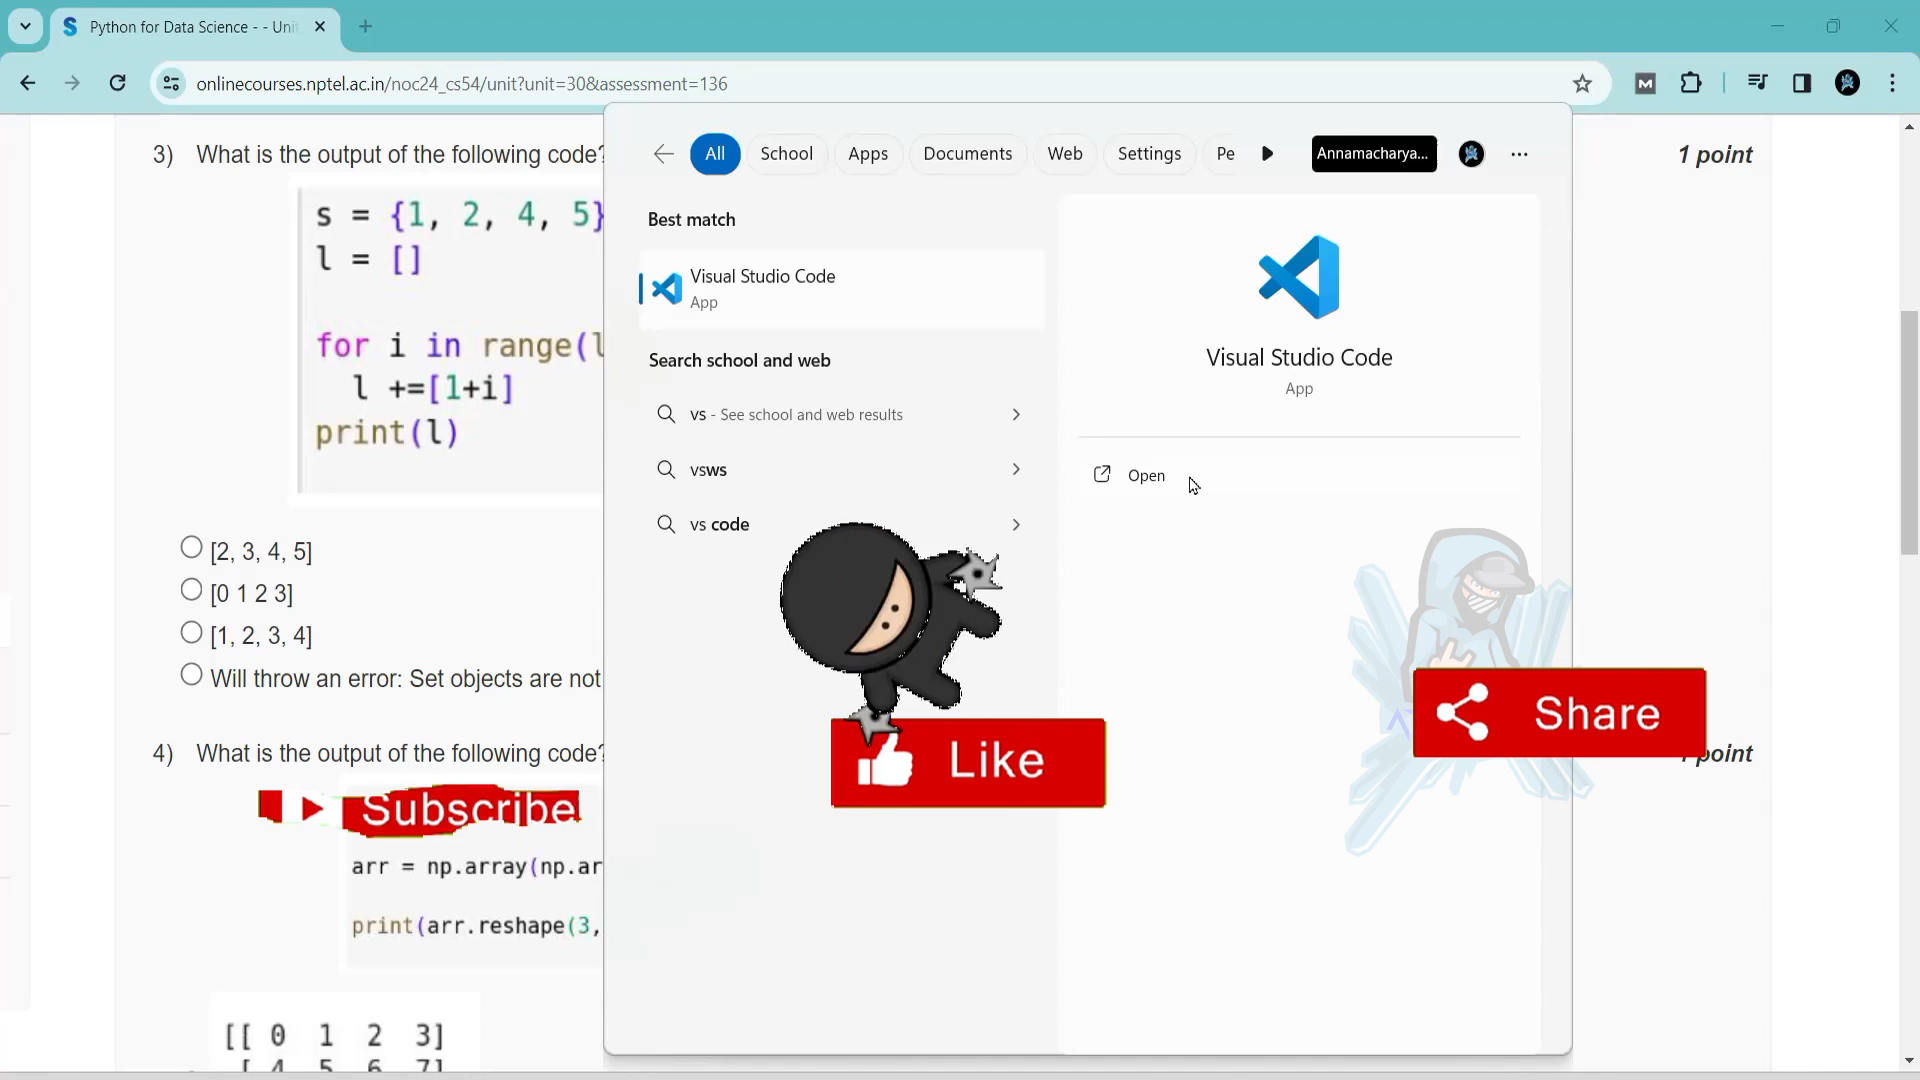 Python for Data Science - - Uni
onlinecourses.nptel.ac.in/noc24_cs54/unit?unit=30&assessment=136
3) What is the output of the following code?
1 point
s = {1, 2, 4, 5}
l = []
for i in range(l
l +=[1+i]
print(l)
[2, 3, 4, 5]
[0 1 2 3]
[1, 2, 3, 4]
Will throw an error: Set objects are not
4) What is the output of the following code?
point
Subscribe
arr = np.array(np.ar
print(arr.reshape(3,
[[ 0 1 2 3]
[ 4 5 6 7]
All School Apps Documents Web Settings Pe
Annamacharya...
Best match
Visual Studio Code
App
Search school and web
vs - See school and web results
vsws
vs code
Visual Studio Code
App
Open
Like
Share